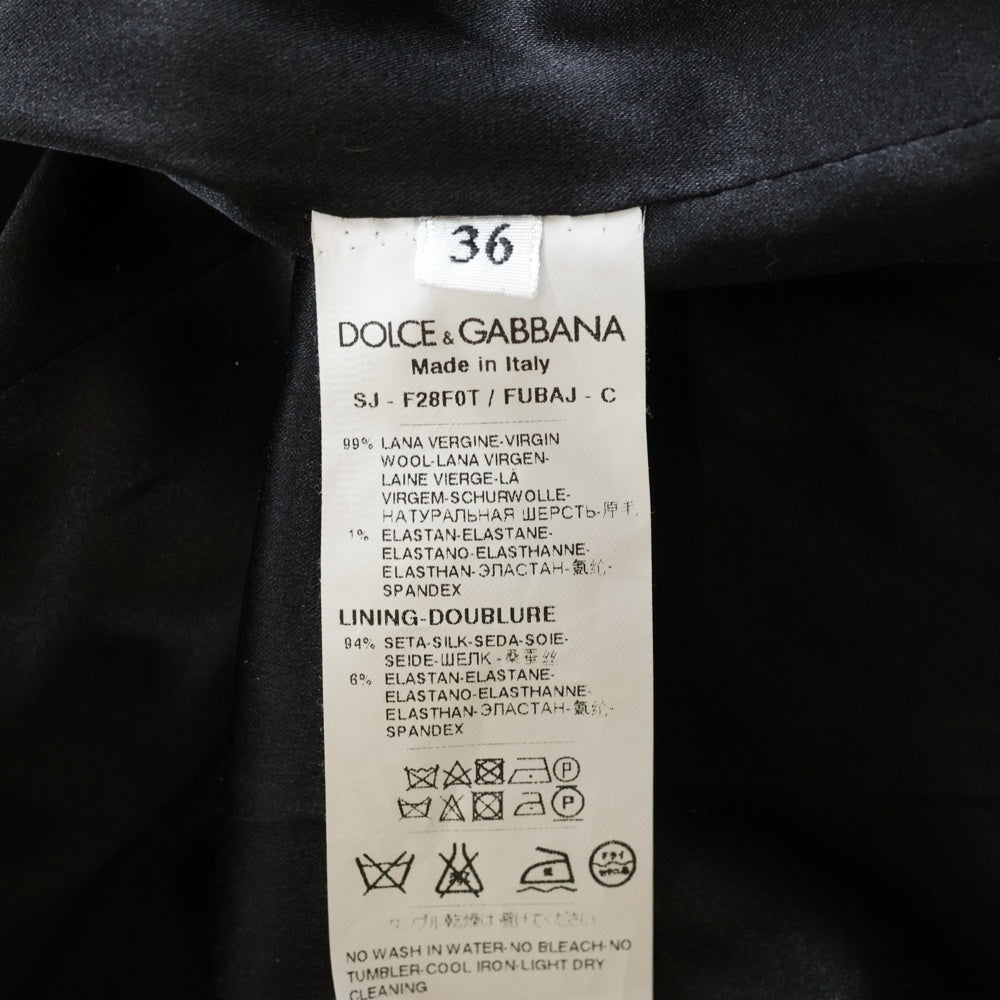 36
DOLCE & GABBANA
Made in Italy
SJ - F28F0T / FUBAJ - C
99% LANA VERGINE-VIRGIN
WOOL-LANA VIRGEN-
LAINE VIERGE-LÃ
VIRGEM-SCHURWOLLE-
НАТУРАЛЬНАЯ ШЕРСТЬ-原毛
1% ELASTAN-ELASTANE-
ELASTANO-ELASTHANNE-
ELASTHAN-ЭЛАСТАН-氨纶-
SPANDEX
LINING-DOUBLURE
94% SETA-SILK-SEDA-SOIE-
SEIDE-ШЕЛК-桑蚕丝
6% ELASTAN-ELASTANE-
ELASTANO-ELASTHANNE-
ELASTHAN-ЭЛАСТАН-氨纶-
SPANDEX
P
P
低 ドライ
タンブル乾燥は避けてください
NO WASH IN WATER-NO BLEACH-NO
TUMBLER-COOL IRON-LIGHT DRY
CLEANING